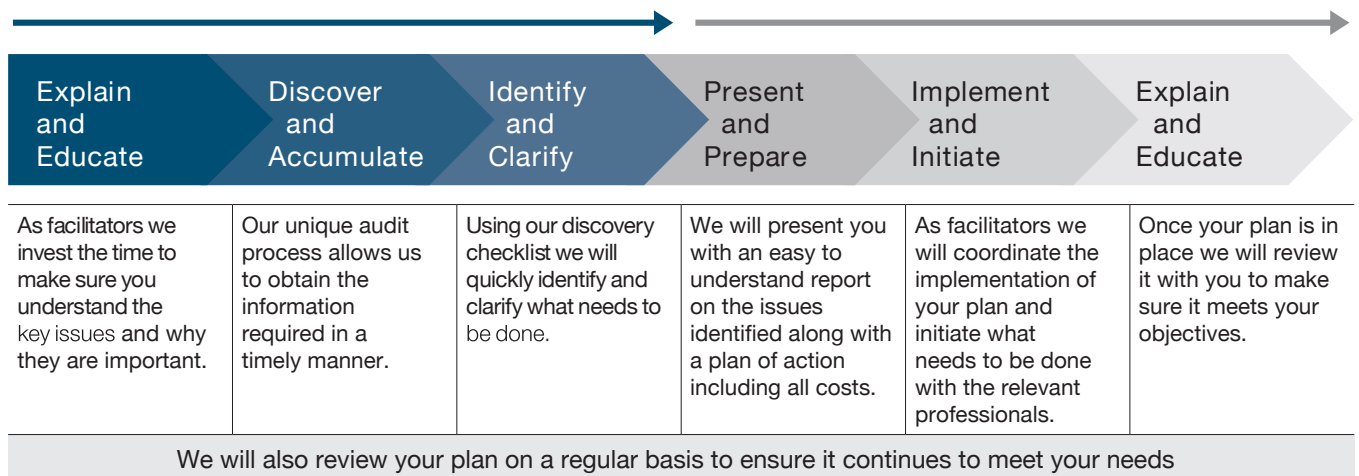 Explain
and
Educate
Discover
and
Accumulate
Identify
and
Clarify
Present
and
Prepare
Implement
and
Initiate
Explain
and
Educate
As facilitators we
invest the time to
make sure you
understand the
key issues and why
they are important.
Our unique audit
process allows us
to obtain the
information
required in a
timely manner.
Using our discovery
checklist we will
quickly identify and
clarify what needs to
be done.
We will present you
with an easy to
understand report
on the issues
identified along with
a plan of action
including all costs.
As facilitators we
will coordinate the
implementation of
your plan and
initiate what
needs to be done
with the relevant
professionals.
Once your plan is in
place we will review
it with you to make
sure it meets your
objectives.
We will also review your plan on a regular basis to ensure it continues to meet your needs